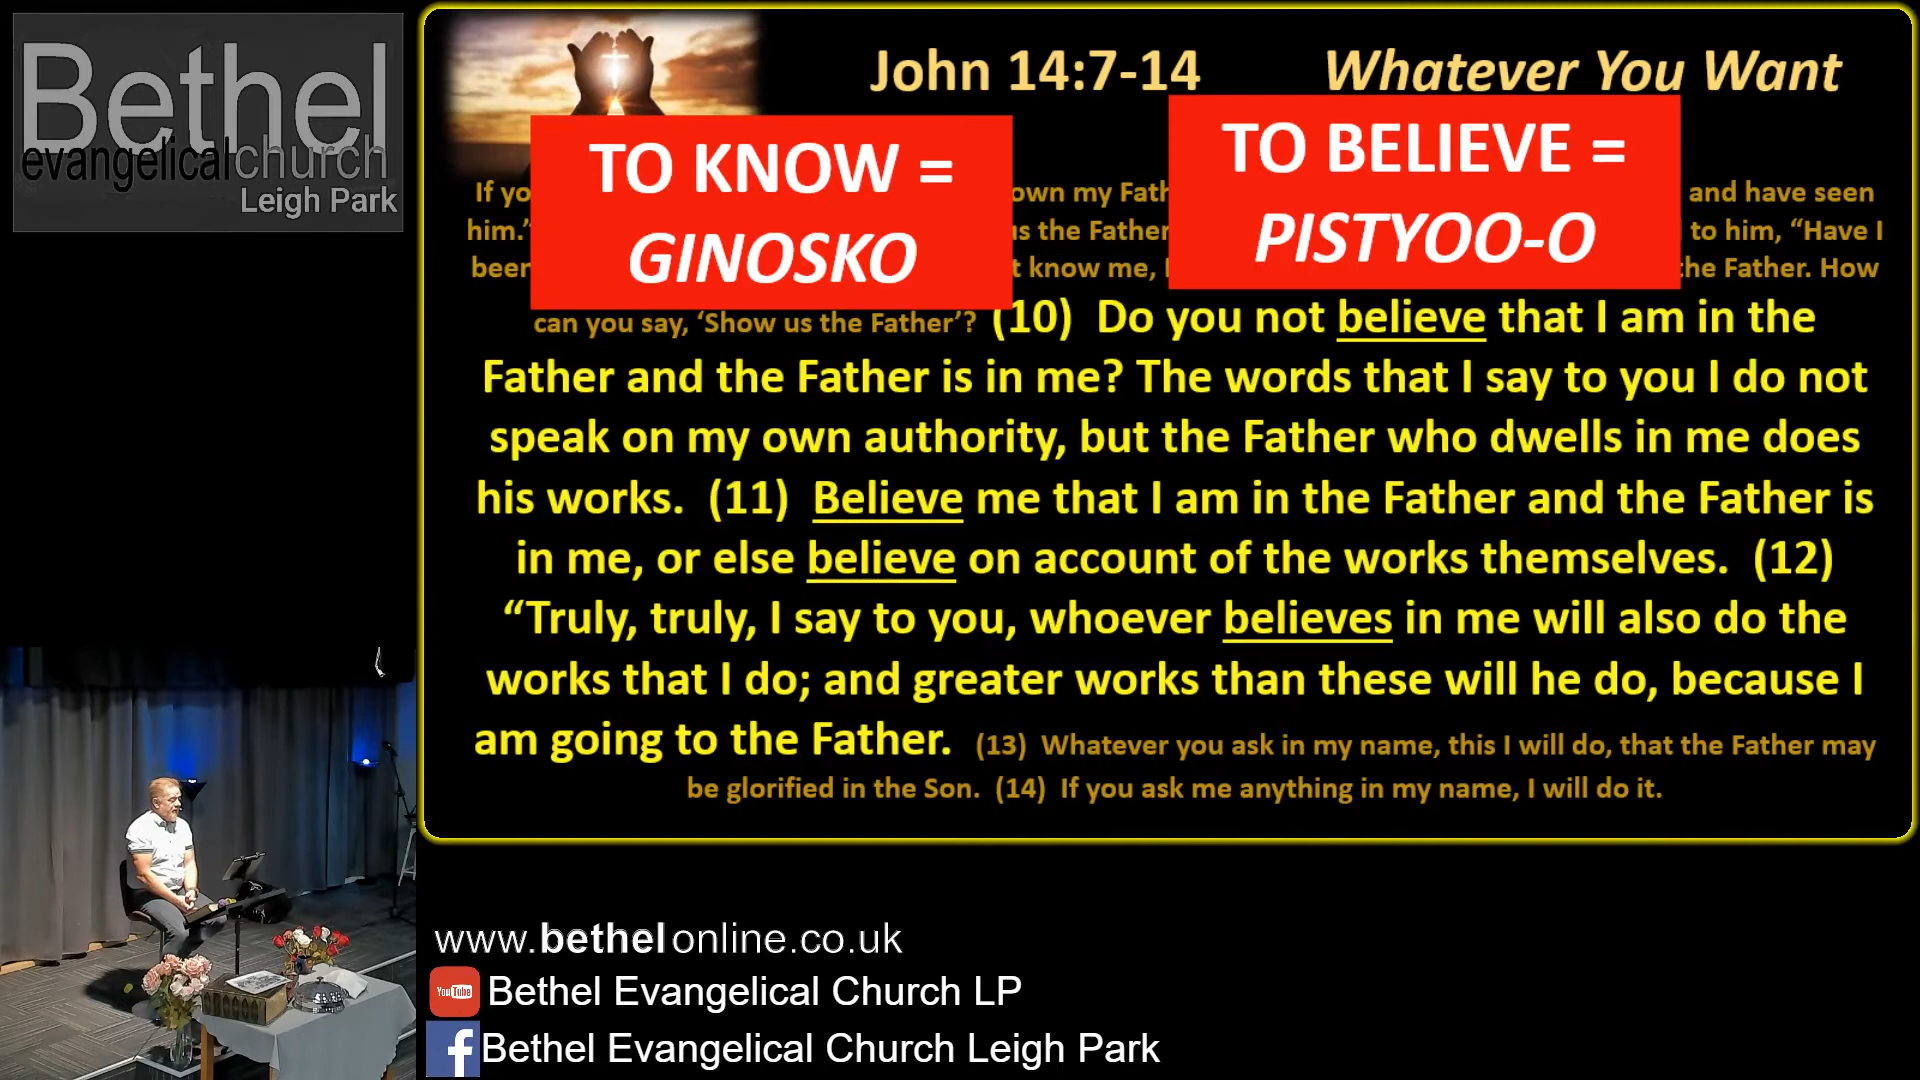 Bethel
evangelicalchurch
Leigh Park
John 14:7-14 Whatever You Want
TO KNOW =
GINOSKO
TO BELIEVE =
PISTYOO-O
If yo own my Fath and have seen
him.” us the Father to him, “Have I
been t know me, the Father. How
can you say, ‘Show us the Father’? (10) Do you not believe that I am in the
Father and the Father is in me? The words that I say to you I do not
speak on my own authority, but the Father who dwells in me does
his works. (11) Believe me that I am in the Father and the Father is
in me, or else believe on account of the works themselves. (12)
“Truly, truly, I say to you, whoever believes in me will also do the
works that I do; and greater works than these will he do, because I
am going to the Father. (13) Whatever you ask in my name, this I will do, that the Father may
be glorified in the Son. (14) If you ask me anything in my name, I will do it.
www.bethelonline.co.uk
YouTube Bethel Evangelical Church LP
f Bethel Evangelical Church Leigh Park